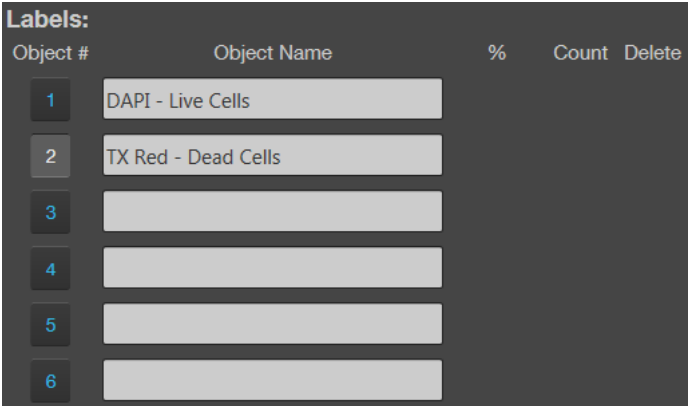 Labels:
Object # Object Name % Count Delete
1 DAPI - Live Cells
2 TX Red - Dead Cells
3
4
5
6